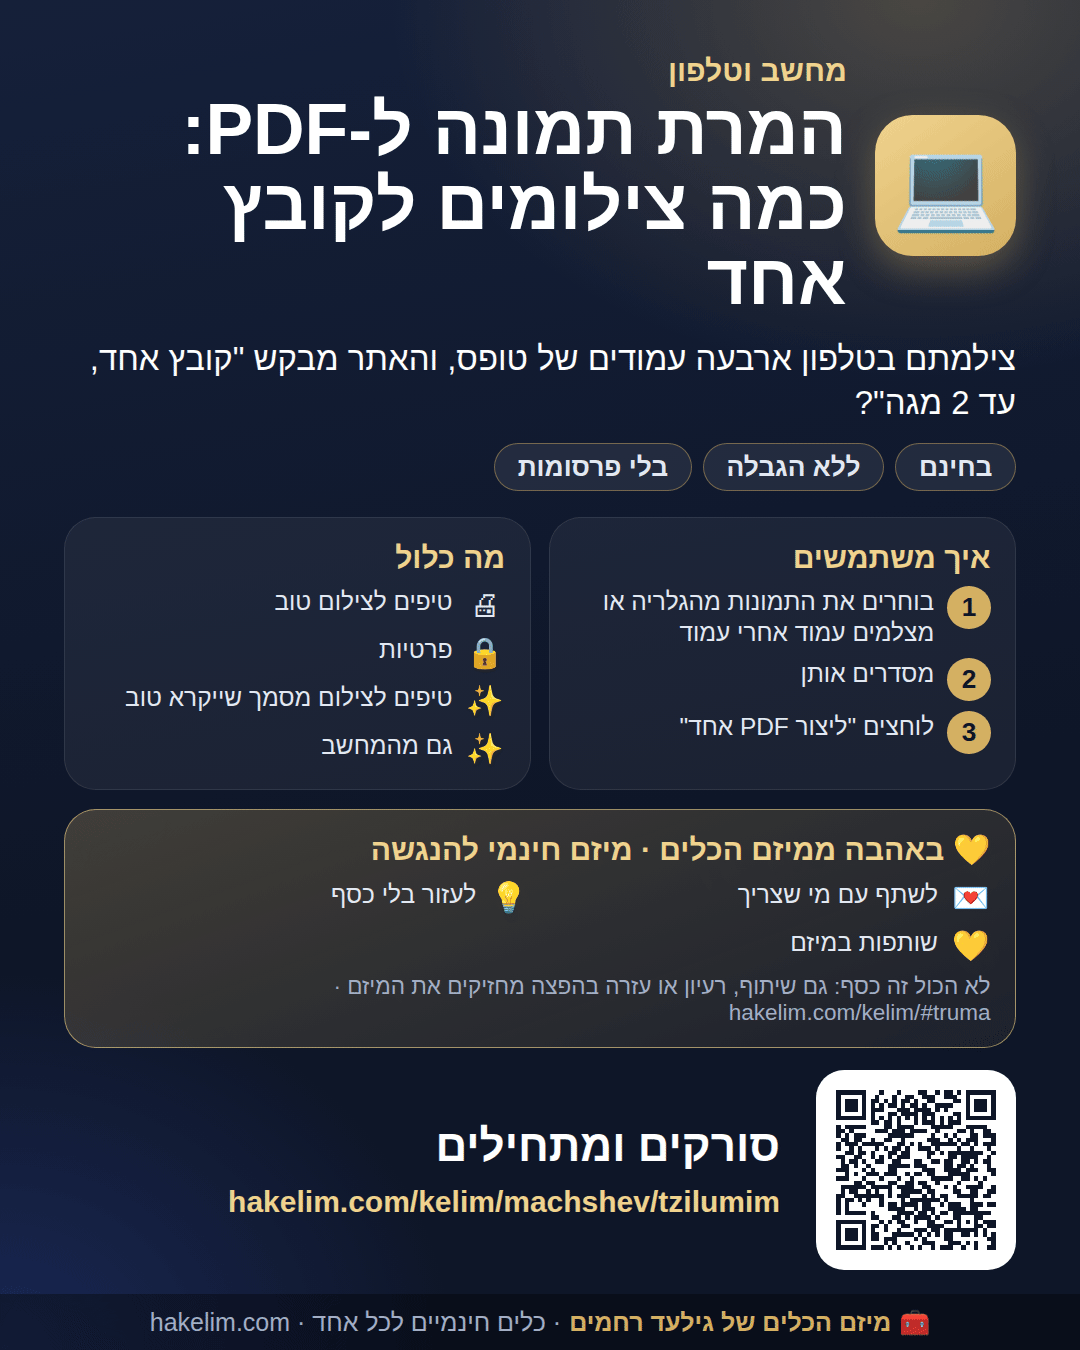 מחשב וטלפון
המרת תמונה ל-PDF:
כמה צילומים לקובץ
אחד
צילמתם בטלפון ארבעה עמודים של טופס, והאתר מבקש "קובץ אחד,
עד 2 מגה"?
בחינם
ללא הגבלה
בלי פרסומות
איך משתמשים
1 בוחרים את התמונות מהגלריה או
מצלמים עמוד אחרי עמוד
2 מסדרים אותן
3 לוחצים "ליצור PDF אחד"
מה כלול
טיפים לצילום טוב
פרטיות
טיפים לצילום מסמך שייקרא טוב
גם מהמחשב
באהבה ממיזם הכלים · מיזם חינמי להנגשה
לשתף עם מי שצריך
לעזור בלי כסף
שותפות במיזם
לא הכול זה כסף: גם שיתוף, רעיון או עזרה בהפצה מחזיקים את המיזם ·
hakelim.com/kelim/#truma
סורקים ומתחילים
hakelim.com/kelim/machshev/tzilumim
מיזם הכלים של גילעד רחמים · כלים חינמיים לכל אחד · hakelim.com